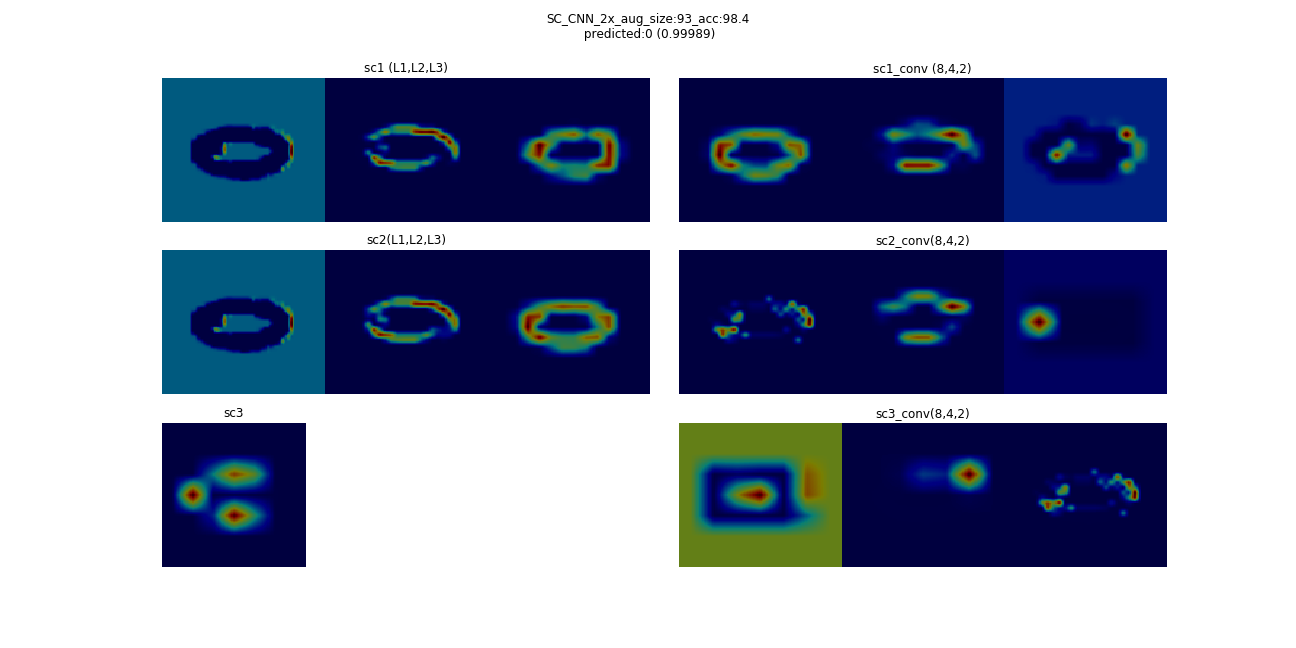 SC_CNN_2x_aug_size:93_acc:98.4
predicted:0 (0.99989)
sc1 (L1,L2,L3)
sc1_conv (8,4,2)
sc2(L1,L2,L3)
sc2_conv(8,4,2)
sc3
sc3_conv(8,4,2)